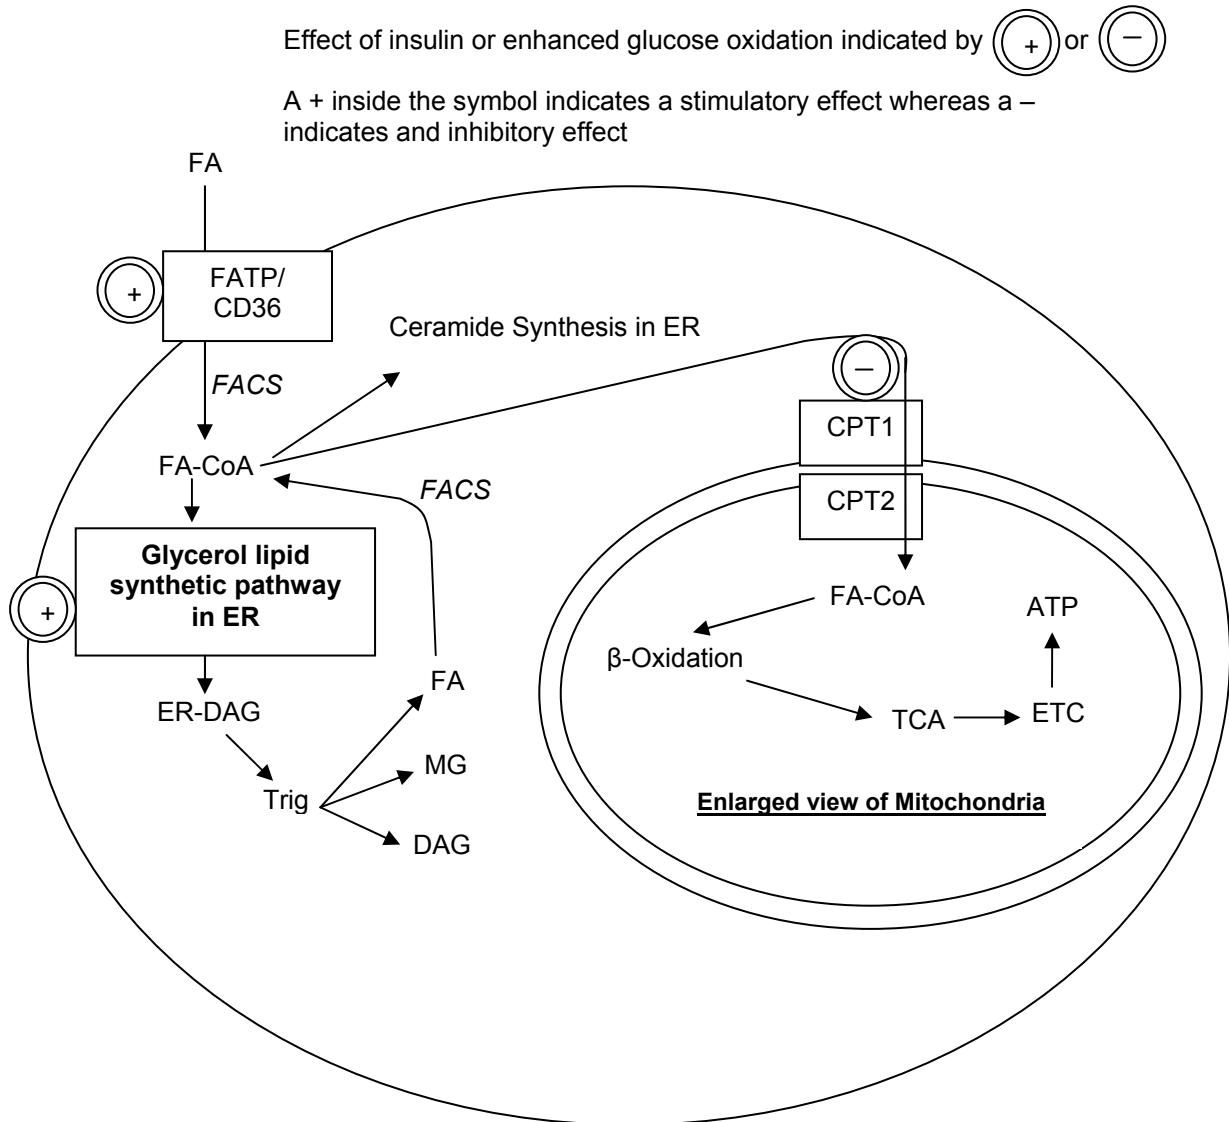 Effect of insulin or enhanced glucose oxidation indicated by + or –
A + inside the symbol indicates a stimulatory effect whereas a –
indicates and inhibitory effect
FA
+
FATP/
CD36
Ceramide Synthesis in ER
–
FACS
CPT1
FA-CoA
FACS
CPT2
Glycerol lipid
synthetic pathway
in ER
+
FA-CoA
ATP
β-Oxidation
FA
ER-DAG
TCA
ETC
MG
Trig
Enlarged view of Mitochondria
DAG